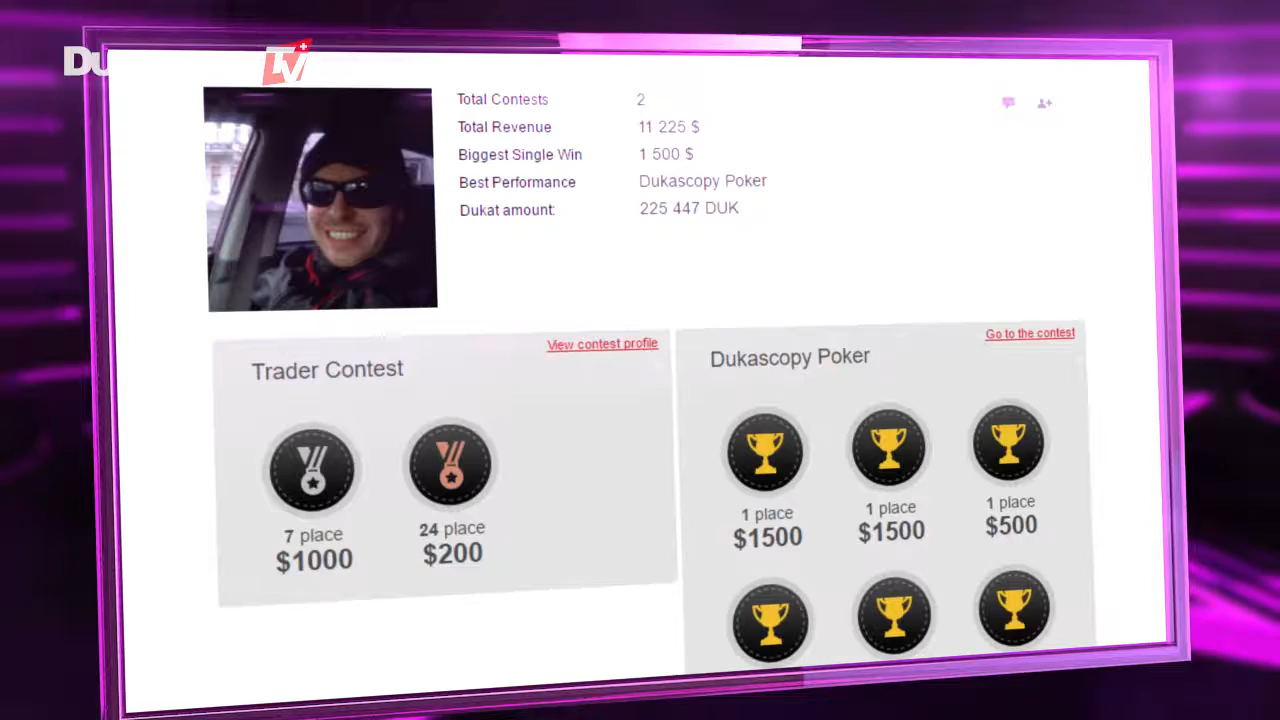 Du
TV
Total Contests 2
Total Revenue 11 225 $
Biggest Single Win 1 500 $
Best Performance Dukascopy Poker
Dukat amount: 225 447 DUK
View contest profile
Trader Contest
7 place
$1000
24 place
$200
Go to the contest
Dukascopy Poker
1 place
$1500
1 place
$1500
1 place
$500